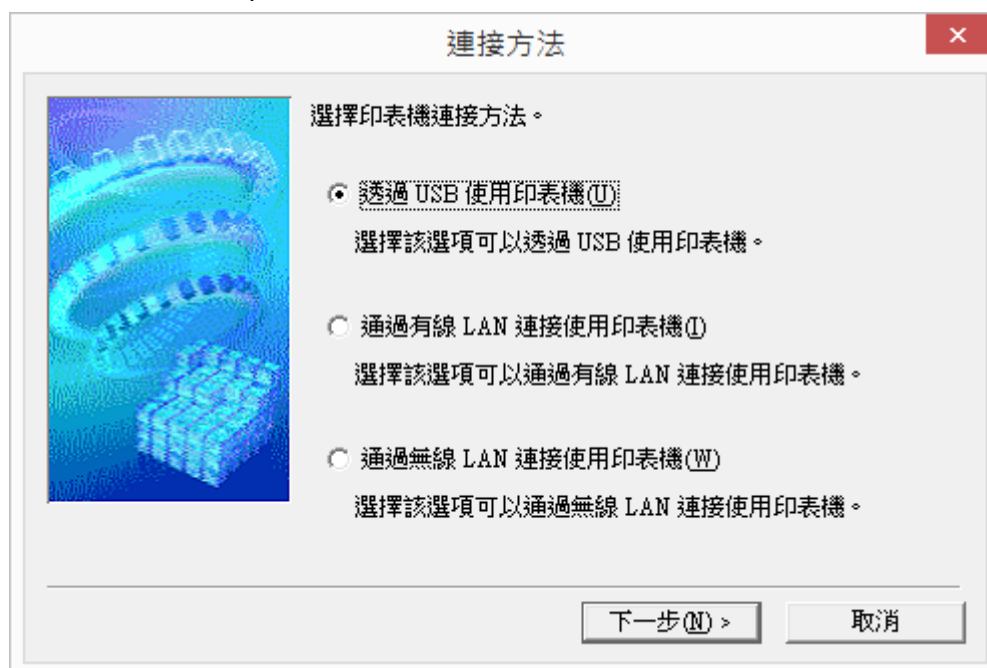 連接方法
選擇印表機連接方法。
透過 USB 使用印表機(U)
選擇該選項可以透過 USB 使用印表機。
通過有線 LAN 連接使用印表機(I)
選擇該選項可以通過有線 LAN 連接使用印表機。
通過無線 LAN 連接使用印表機(W)
選擇該選項可以通過無線 LAN 連接使用印表機。
下一步(N) >
取消